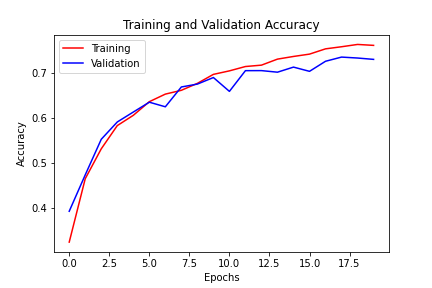 Training and Validation Accuracy
Training
Validation
Accuracy
0.7
0.6
0.5
0.4
0.0 2.5 5.0 7.5 10.0 12.5 15.0 17.5
Epochs